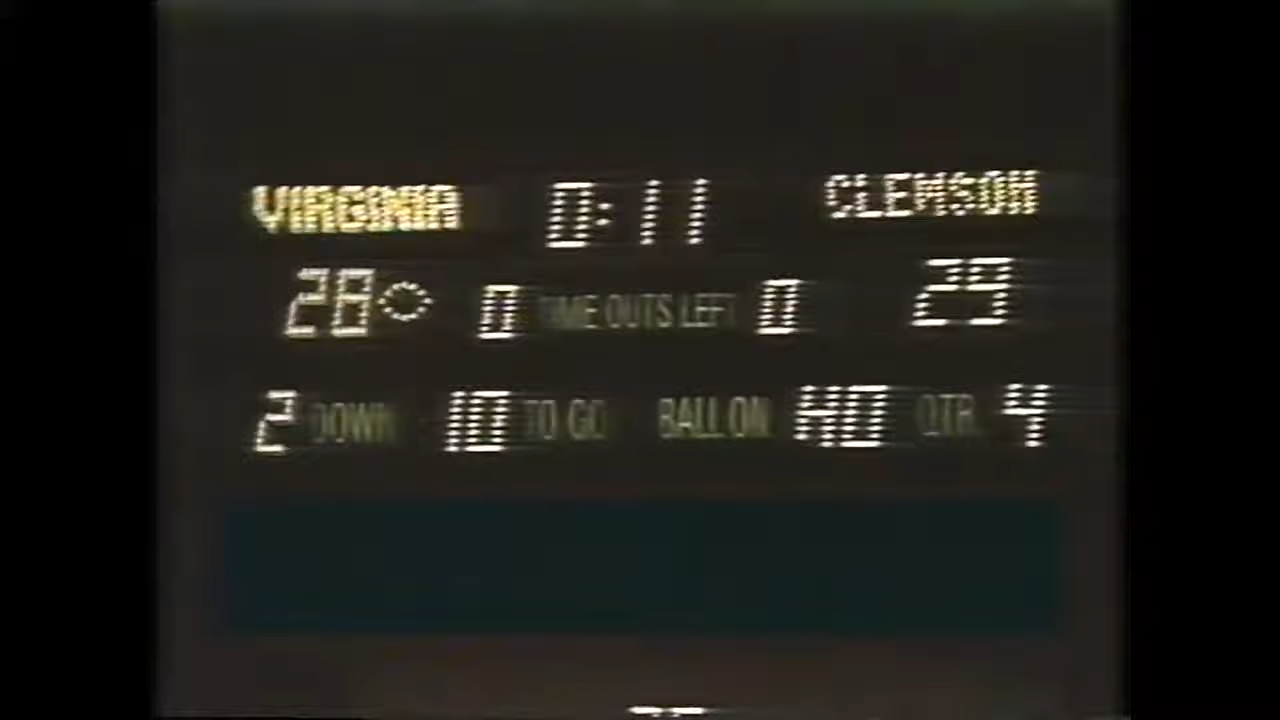 VIRGINIA 0:11 CLEMSON
28 0 TIME OUTS LEFT 0 29
2 DOWN 10 TO GO BALL ON 40 QTR 4